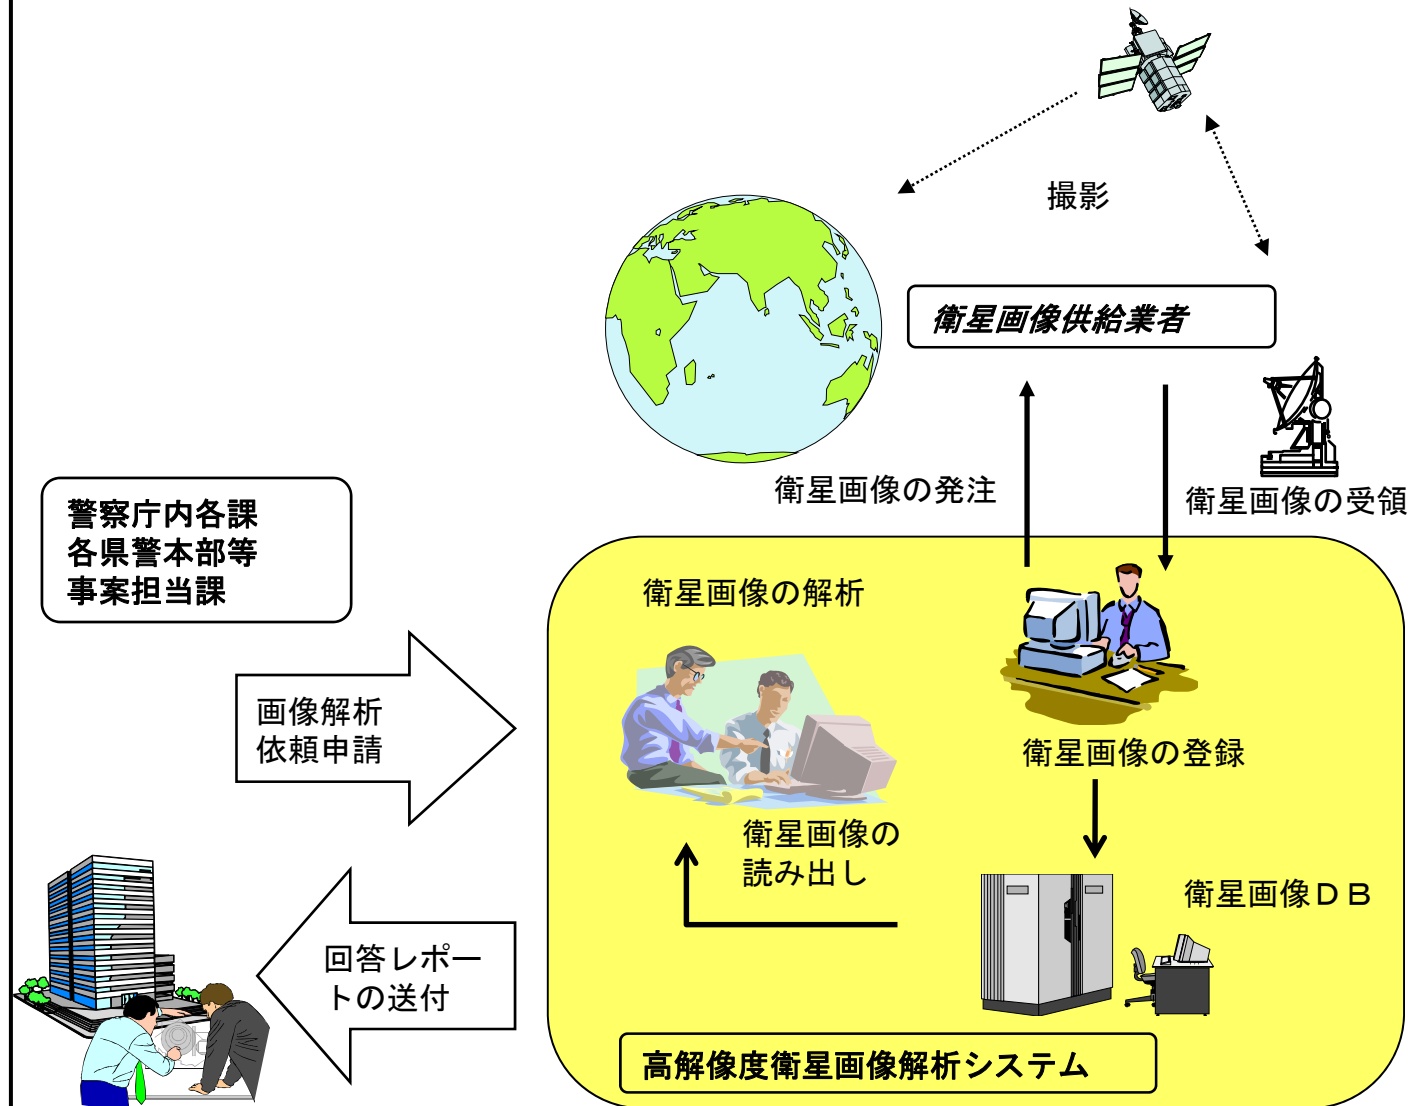 撮影
衛星画像供給業者
衛星画像の発注
衛星画像の受領
警察庁内各課
各県警本部等
事案担当課
画像解析
依頼申請
衛星画像の解析
衛星画像の登録
衛星画像の
読み出し
衛星画像ＤＢ
回答レポー
トの送付
高解像度衛星画像解析システム